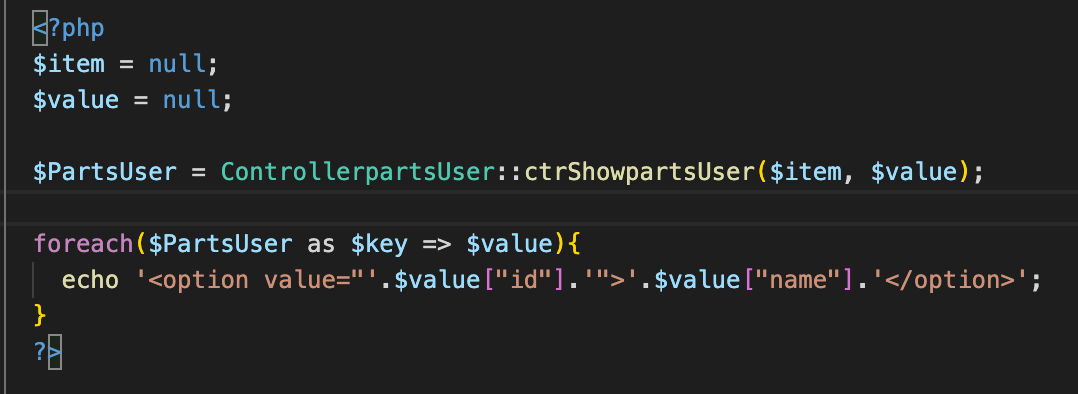 <?php
$item = null;
$value = null;
$PartsUser = ControllerpartsUser::ctrShowpartsUser($item, $value);
foreach($PartsUser as $key => $value){
echo '<option value="'.$value["id"].'">'.$value["name"].'</option>';
}
?>